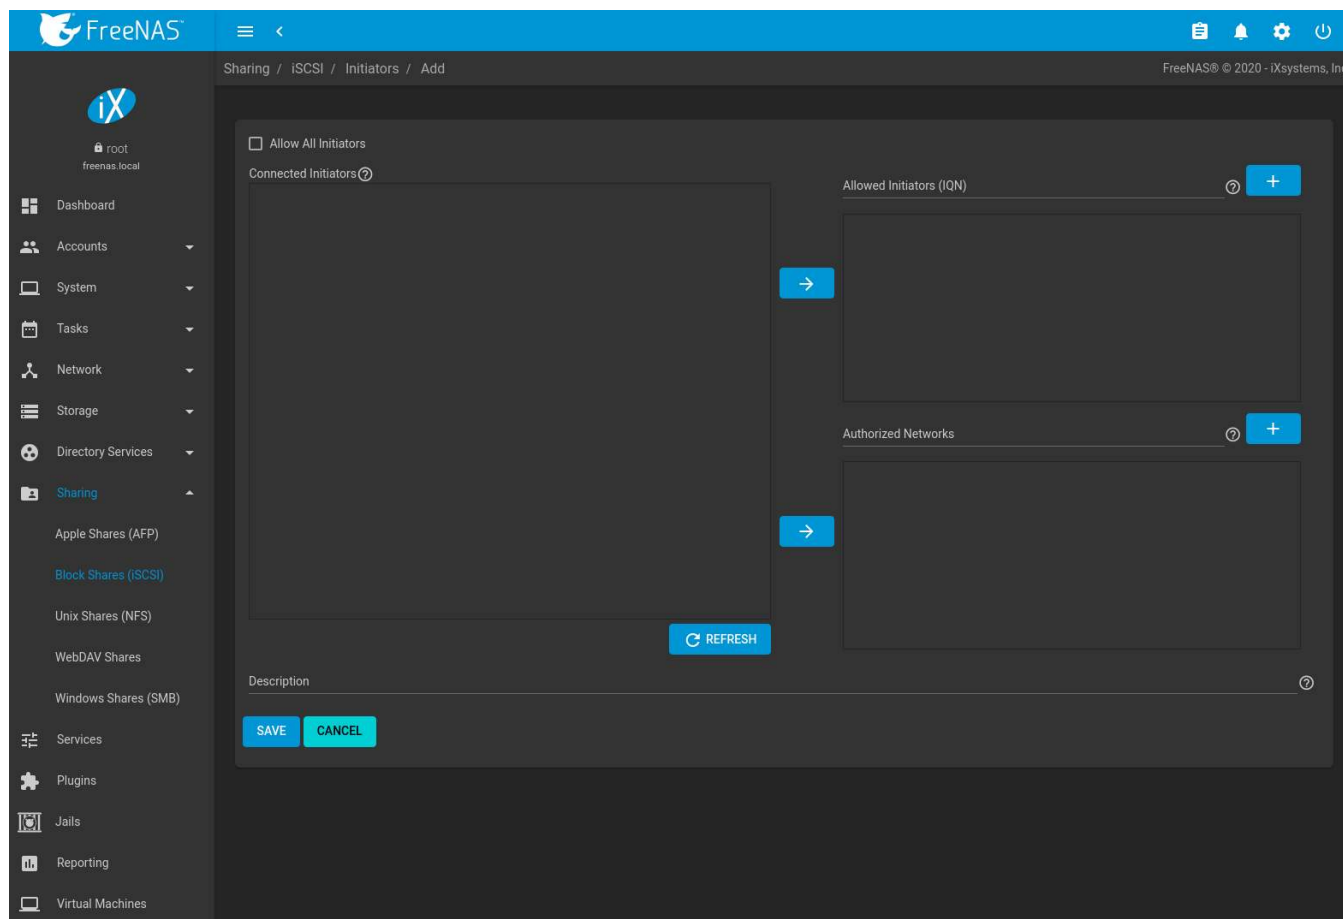 FreeNAS™
Sharing / iSCSI / Initiators / Add
FreeNAS® © 2020 - iXsystems, Inc
iX
root
freenas.local
Dashboard
Accounts
System
Tasks
Network
Storage
Directory Services
Sharing
Apple Shares (AFP)
Block Shares (iSCSI)
Unix Shares (NFS)
WebDAV Shares
Windows Shares (SMB)
Services
Plugins
Jails
Reporting
Virtual Machines
Allow All Initiators
Connected Initiators
REFRESH
Allowed Initiators (IQN)
Authorized Networks
Description
SAVE CANCEL